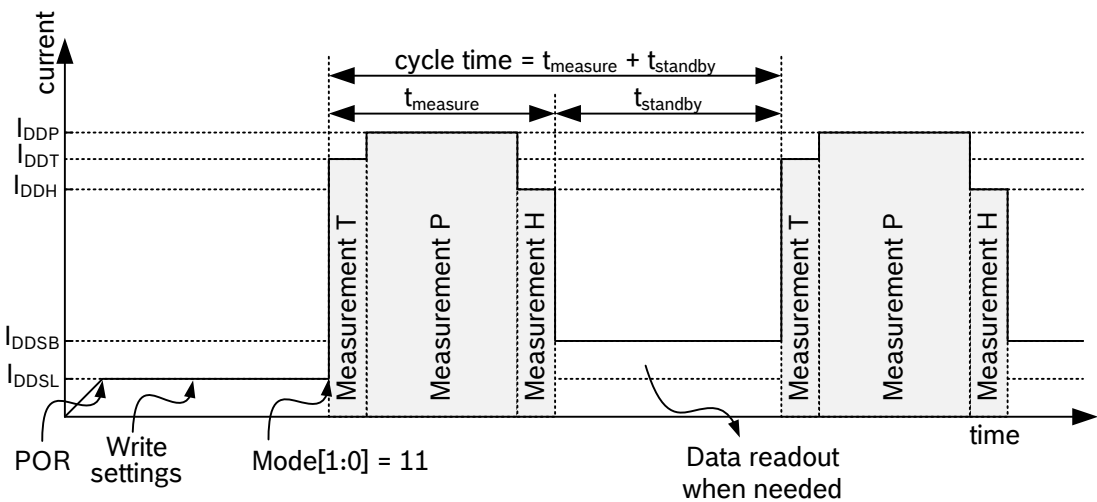 current
cycle time = tmeasure + tstandby
tmeasure
tstandby
IDDP
IDDT
IDDH
IDDSB
IDDSL
Measurement T
Measurement P
Measurement H
Measurement T
Measurement P
Measurement H
time
POR
Write
settings
Mode[1:0] = 11
Data readout
when needed